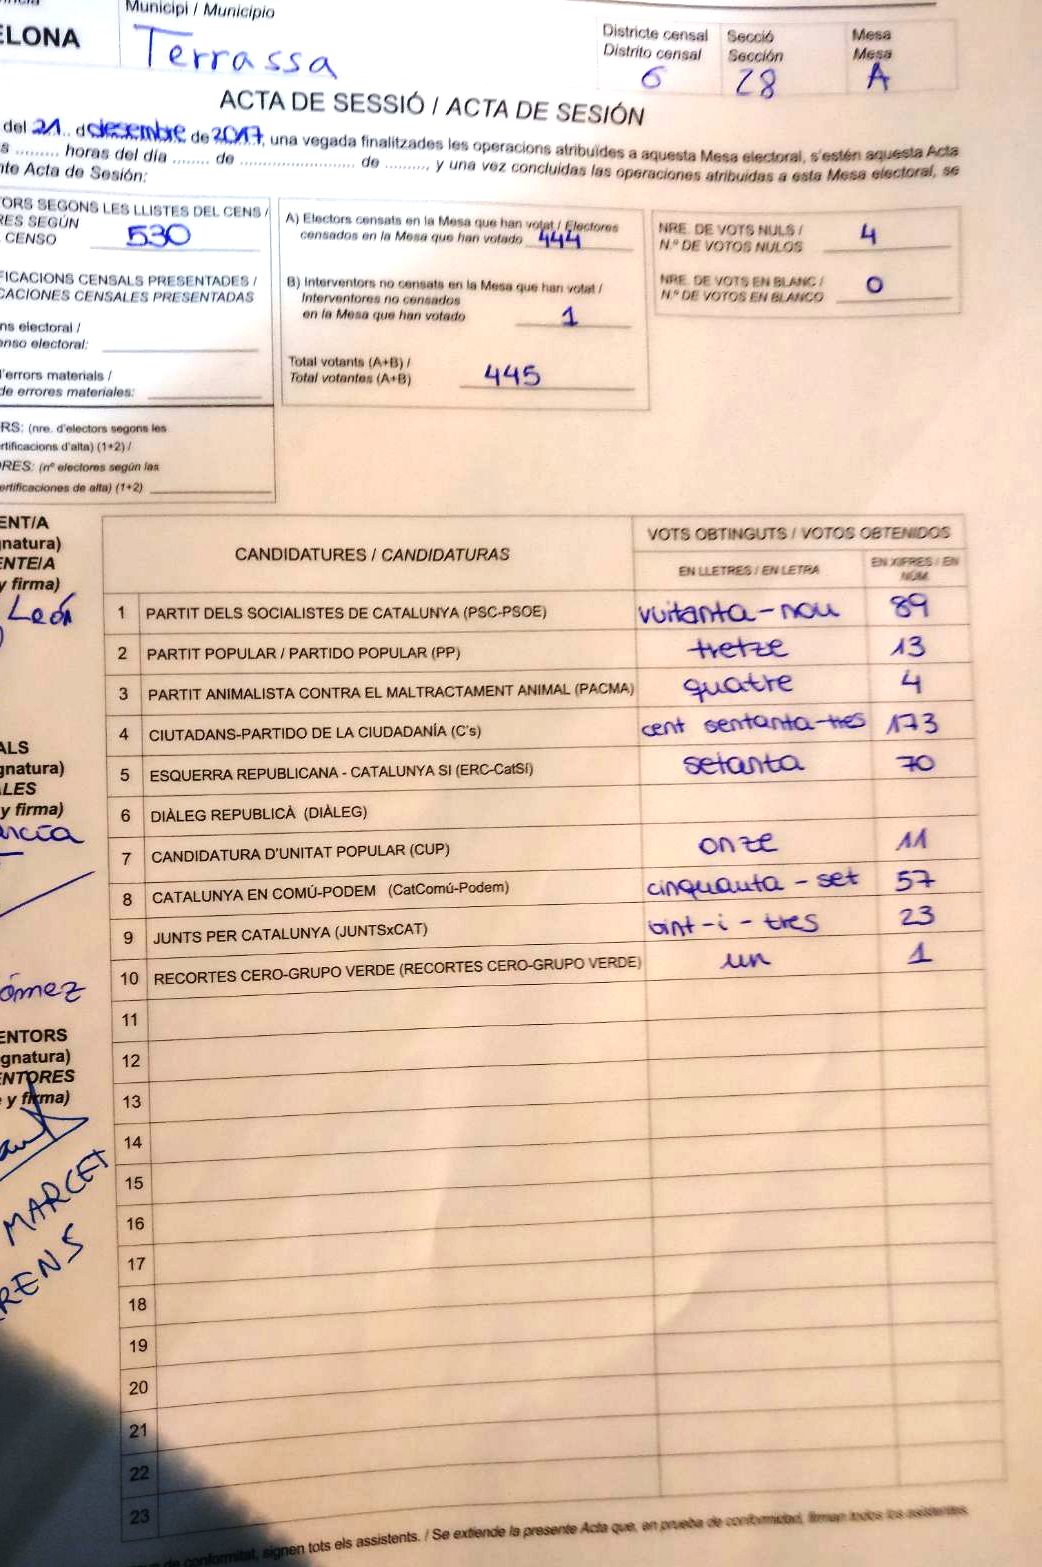 Municipi / Municipio
ELONA
Terrassa
Districte censal Secció Mesa
Distrito censal Sección Mesa
6 28 A
ACTA DE SESSIÓ / ACTA DE SESIÓN
del 21 desembre de 2017, una vegada finalitzades les operacions atribuïdes a aquesta Mesa electoral, s'estén aquesta Acta
s ......... horas del día ........ de ......................... de ........., y una vez concluidas las operaciones atribuidas a esta Mesa electoral, se
nte Acta de Sesión:
TORS SEGONS LES LLISTES DEL CENS /
RES SEGÚN
CENSO 530
A) Electors censats en la Mesa que han votat / Electores
censados en la Mesa que han votado 444
NRE. DE VOTS NULS /
N.º DE VOTOS NULOS 4
IFICACIONS CENSALS PRESENTADES /
CACIONES CENSALES PRESENTADAS
B) Interventors no censats en la Mesa que han votat /
Interventores no censados
en la Mesa que han votado 1
NRE. DE VOTS EN BLANC /
N.º DE VOTOS EN BLANCO 0
ns electoral /
enso electoral:
Total votants (A+B) /
Total votantes (A+B) 445
d'errors materials /
de errores materiales:
RS: (nre. d'electors segons les
rtificacions d'alta) (1+2) /
ORES: (nº electores según las
ertificaciones de alta) (1+2)
ENT/A
gnatura)
ENTE/A
y firma)
León
CANDIDATURES / CANDIDATURAS VOTS OBTINGUTS / VOTOS OBTENIDOS
EN LLETRES / EN LETRA EN XIFRES / EN NÚM.
1 PARTIT DELS SOCIALISTES DE CATALUNYA (PSC-PSOE) vuitanta-nou 89
2 PARTIT POPULAR / PARTIDO POPULAR (PP) tretze 13
3 PARTIT ANIMALISTA CONTRA EL MALTRACTAMENT ANIMAL (PACMA) quatre 4
4 CIUTADANS-PARTIDO DE LA CIUDADANÍA (C's) cent sentanta-tres 173
5 ESQUERRA REPUBLICANA - CATALUNYA SI (ERC-CatSí) setanta 70
6 DIÀLEG REPUBLICÀ (DIÀLEG)
7 CANDIDATURA D'UNITAT POPULAR (CUP) onze 11
8 CATALUNYA EN COMÚ-PODEM (CatComú-Podem) cinquanta-set 57
9 JUNTS PER CATALUNYA (JUNTSxCAT) vint-i-tres 23
10 RECORTES CERO-GRUPO VERDE (RECORTES CERO-GRUPO VERDE) un 1
11
12
13
14
15
16
17
18
19
20
21
22
23
ALS
gnatura)
LES
y firma)
arcía
ómez
ENTORS
gnatura)
ENTORES
y firma)
MARCET
RRENS
de conformitat, signen tots els assistents. / Se extiende la presente Acta que, en prueba de conformidad, firman todos los asistentes.